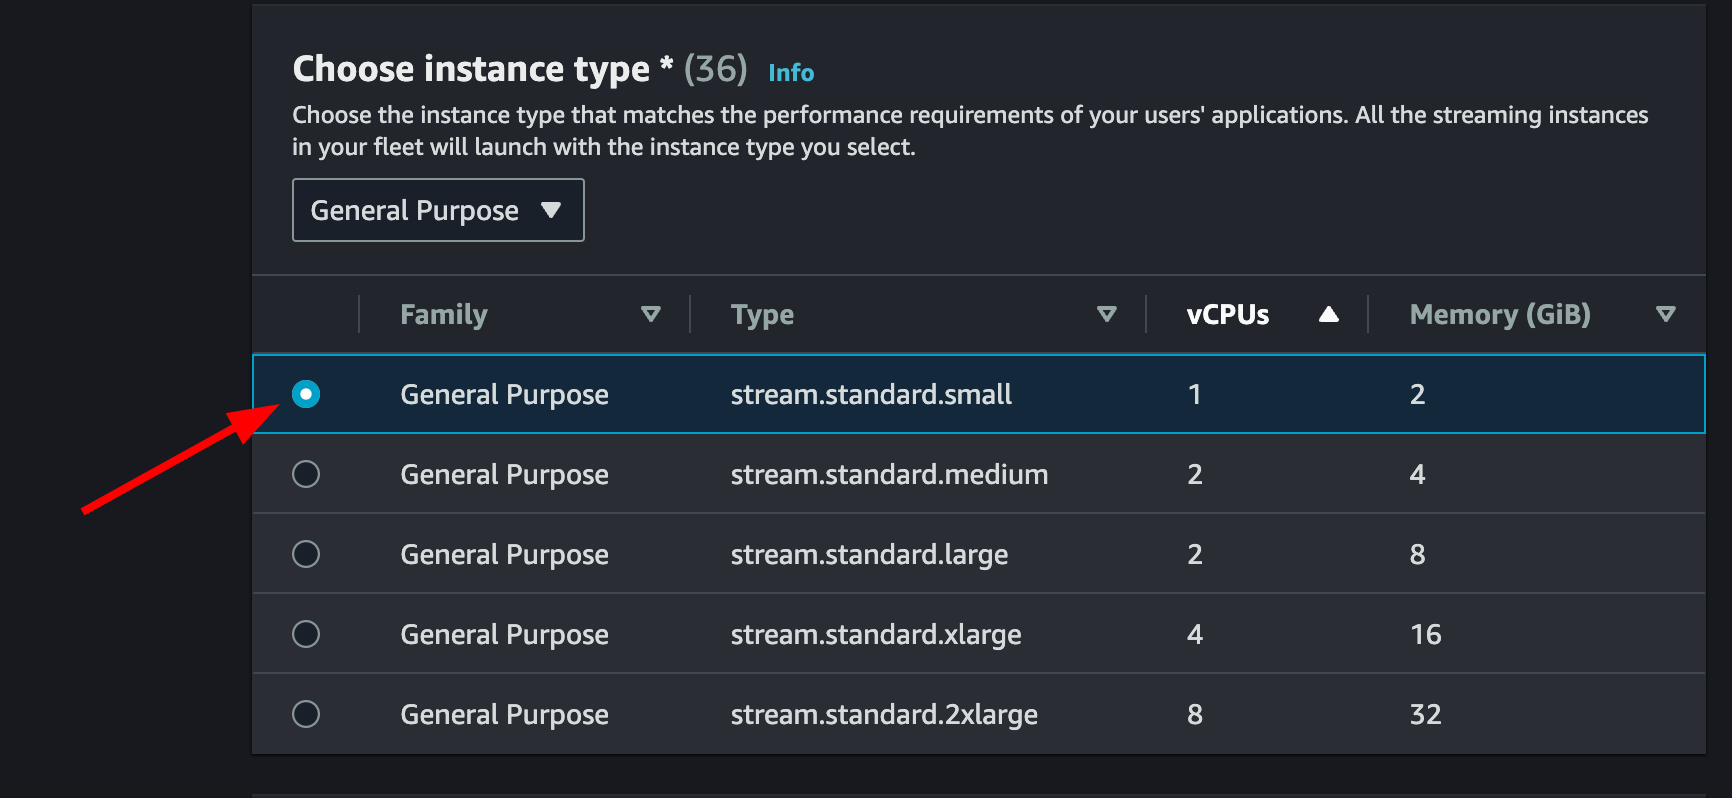 Choose instance type * (36) Info
Choose the instance type that matches the performance requirements of your users' applications. All the streaming instances
in your fleet will launch with the instance type you select.
General Purpose
Family Type vCPUs Memory (GiB)
General Purpose stream.standard.small 1 2
General Purpose stream.standard.medium 2 4
General Purpose stream.standard.large 2 8
General Purpose stream.standard.xlarge 4 16
General Purpose stream.standard.2xlarge 8 32